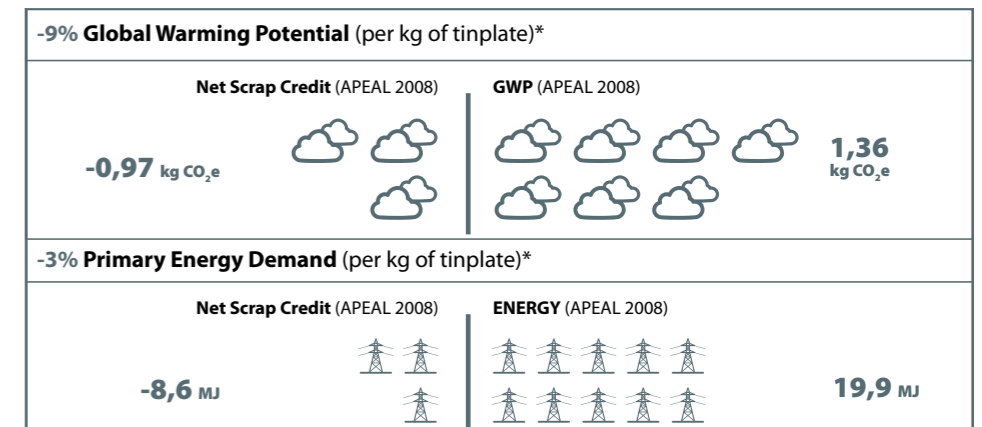 -9% Global Warming Potential (per kg of tinplate)*
Net Scrap Credit (APEAL 2008)
GWP (APEAL 2008)
-0,97 kg CO₂e
1,36
kg CO₂e
-3% Primary Energy Demand (per kg of tinplate)*
Net Scrap Credit (APEAL 2008)
ENERGY (APEAL 2008)
-8,6 MJ
19,9 MJ